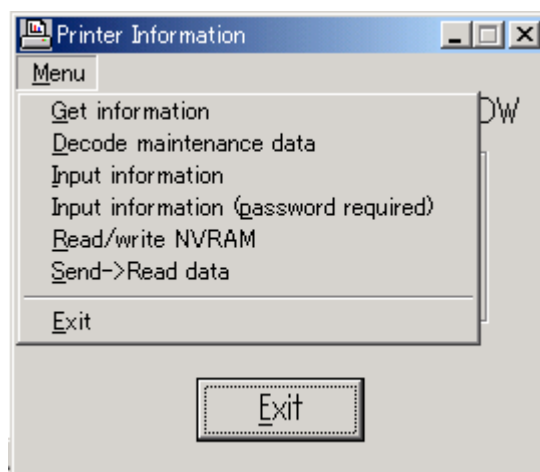 Printer Information
Menu
Get information
DW
Decode maintenance data
Input information
Input information (password required)
Read/write NVRAM
Send->Read data
Exit
Exit